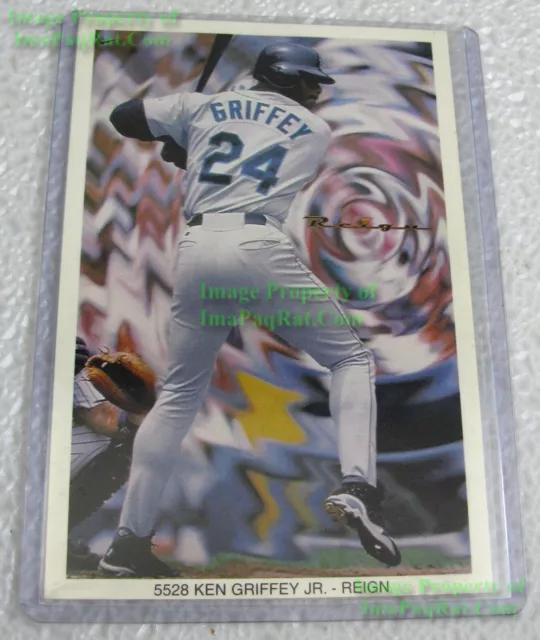 Image Property of
ImaPaqRat.Com
GRIFFEY
24
Reign
Image Property of
ImaPaqRat.Com
5528 KEN GRIFFEY JR. - REIGN
Image Property of
ImaPaqRat.Com